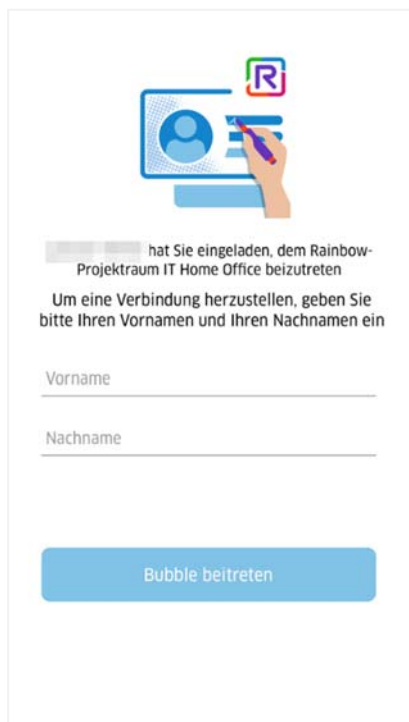 R
hat Sie eingeladen, dem Rainbow-
Projektraum IT Home Office beizutreten
Um eine Verbindung herzustellen, geben Sie
bitte Ihren Vornamen und Ihren Nachnamen ein
Vorname
Nachname
Bubble beitreten